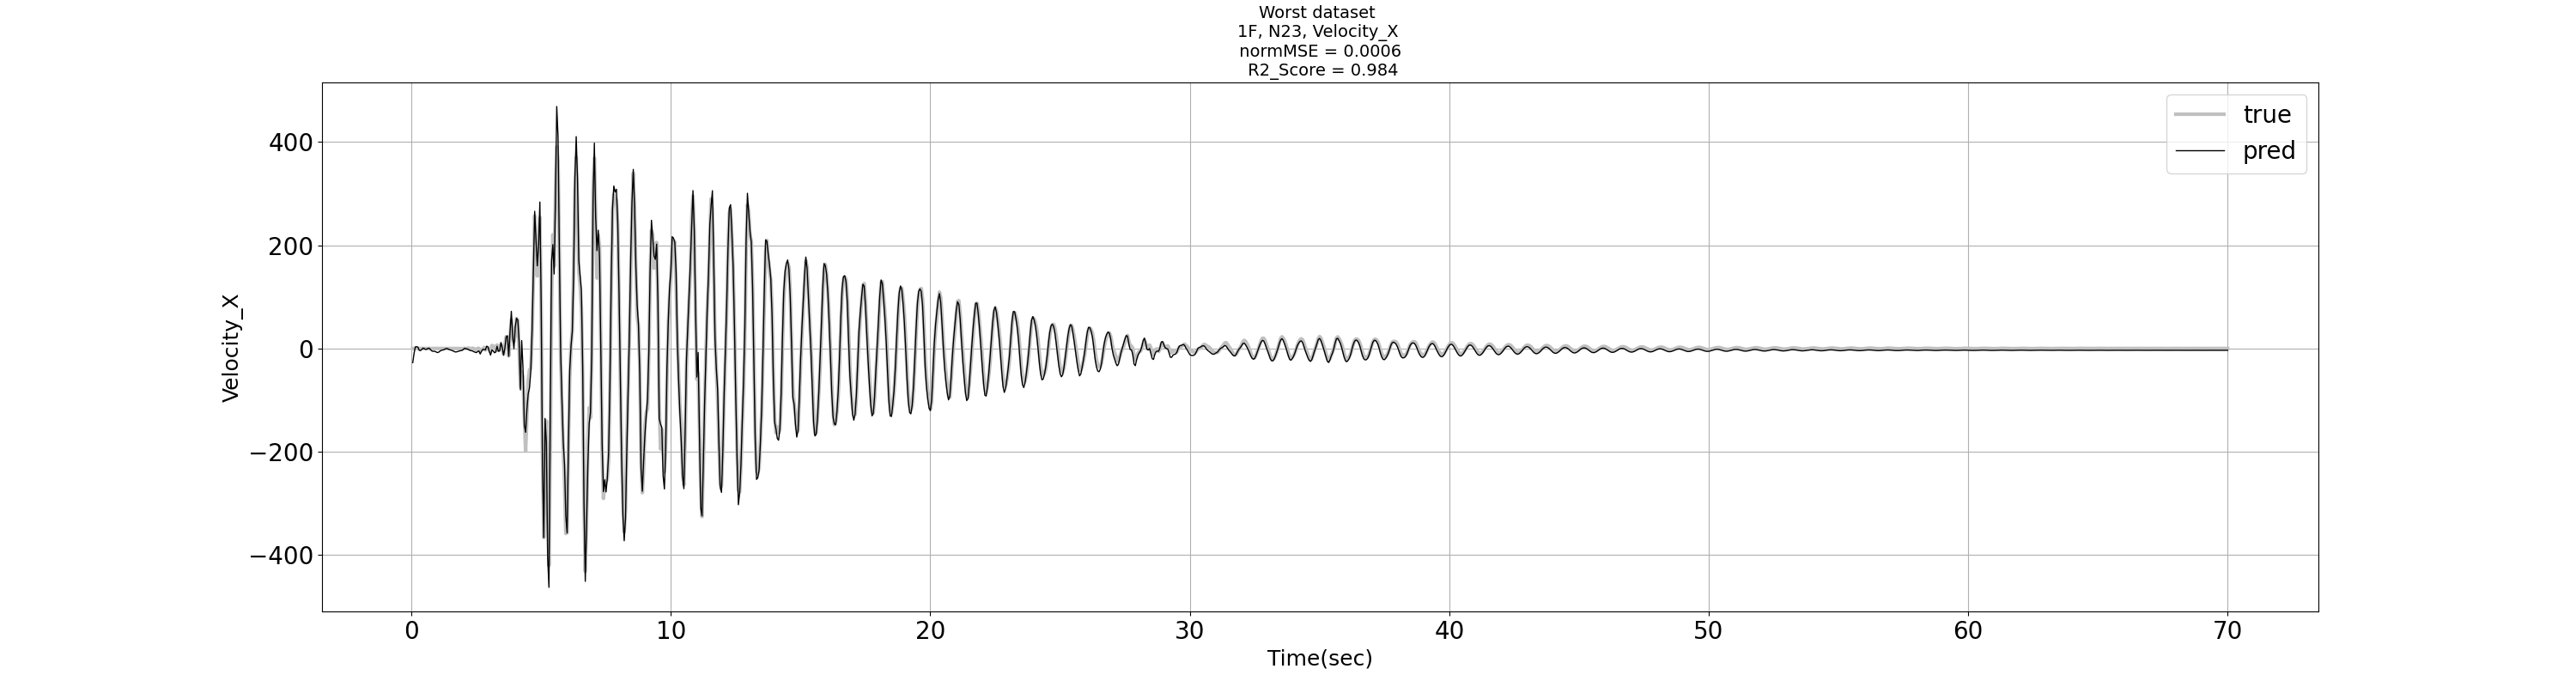 Worst dataset
1F, N23, Velocity_X
normMSE = 0.0006
R2_Score = 0.984
true
pred
400
200
0
−200
−400
Velocity_X
0 10 20 30 40 50 60 70
Time(sec)